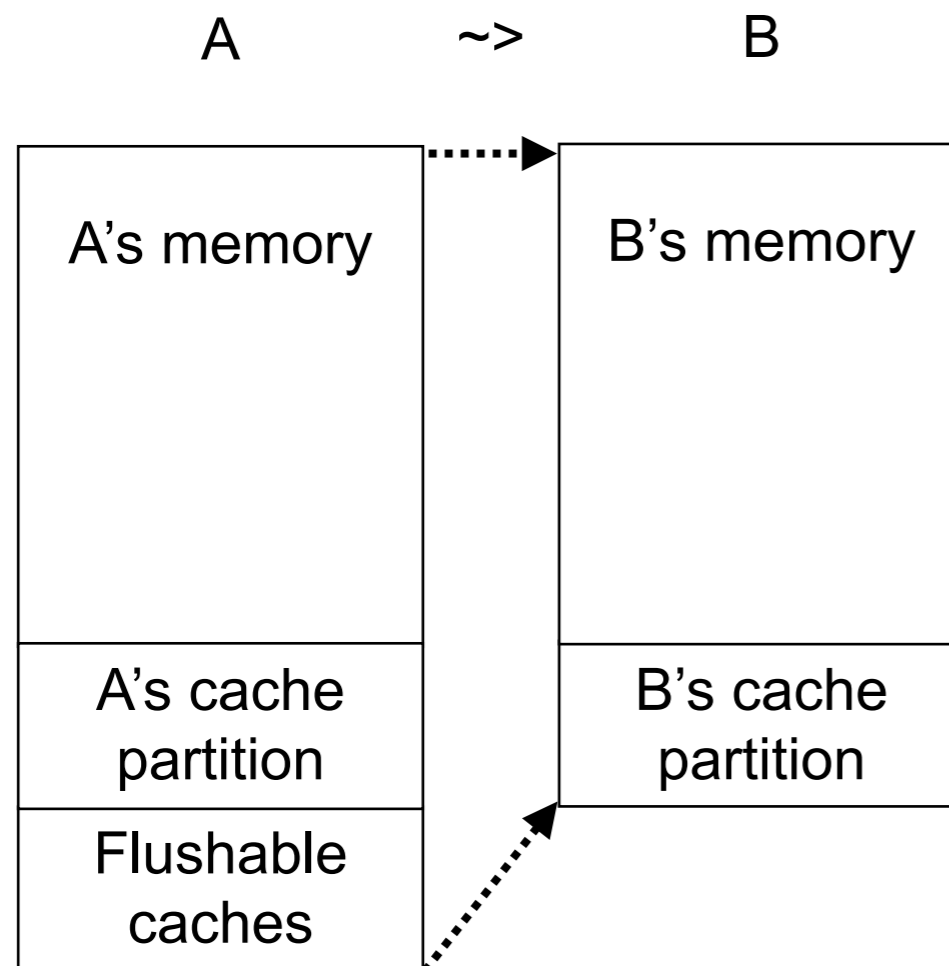 A ~> B
A’s memory
B’s memory
A’s cache
partition
B’s cache
partition
Flushable
caches